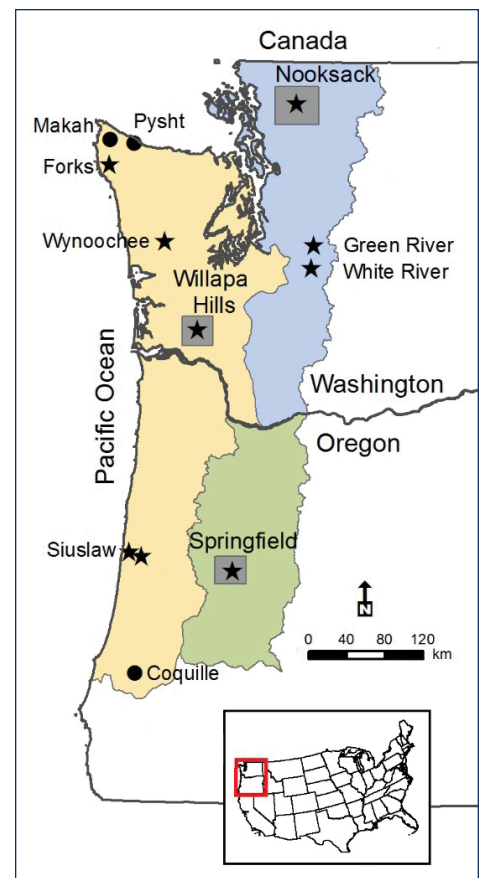 Canada
Nooksack
Makah
Pysht
Forks
Wynoochee
Green River
White River
Willapa
Hills
Pacific Ocean
Washington
Oregon
Siuslaw
Springfield
N
0 40 80 120
km
Coquille